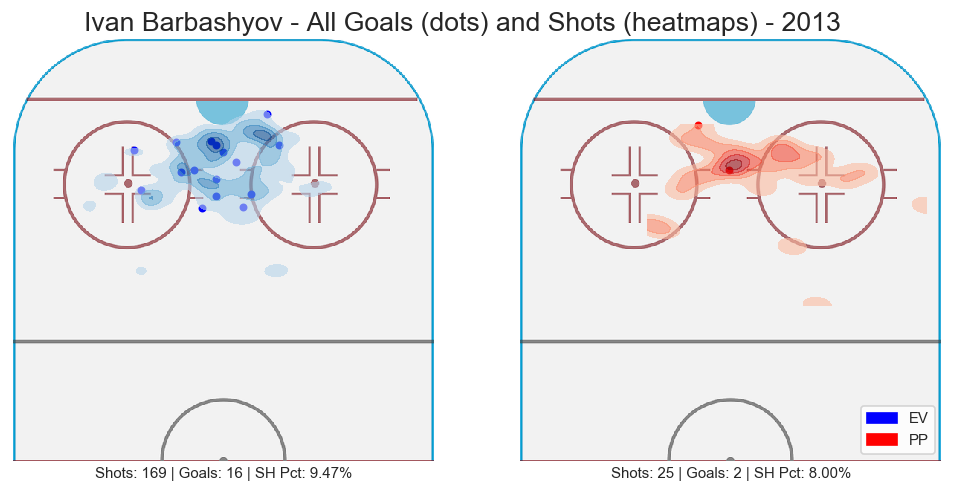 Ivan Barbashyov - All Goals (dots) and Shots (heatmaps) - 2013
EV
PP
Shots: 169 | Goals: 16 | SH Pct: 9.47%
Shots: 25 | Goals: 2 | SH Pct: 8.00%